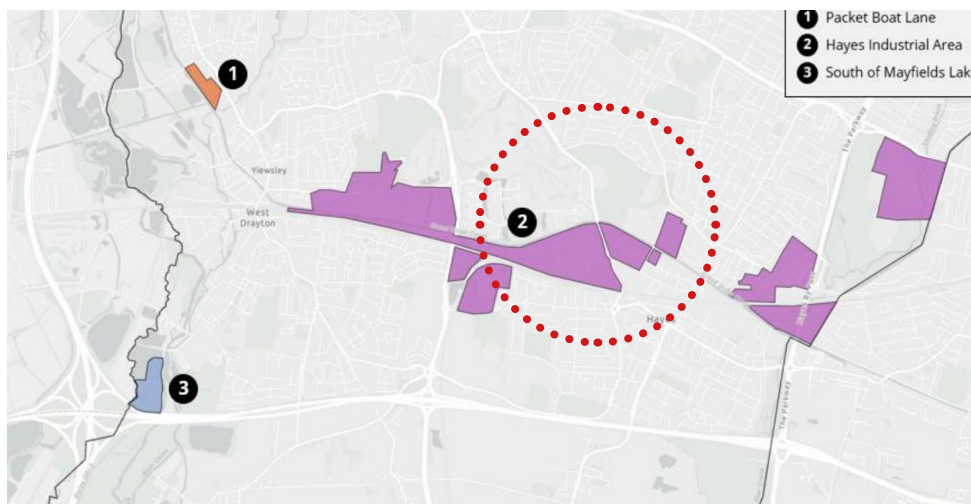 1 Packet Boat Lane
2 Hayes Industrial Area
3 South of Mayfields Lak
1
The Parkway
Yiewsley
West
Drayton
2
Hayes
3
The Parkway